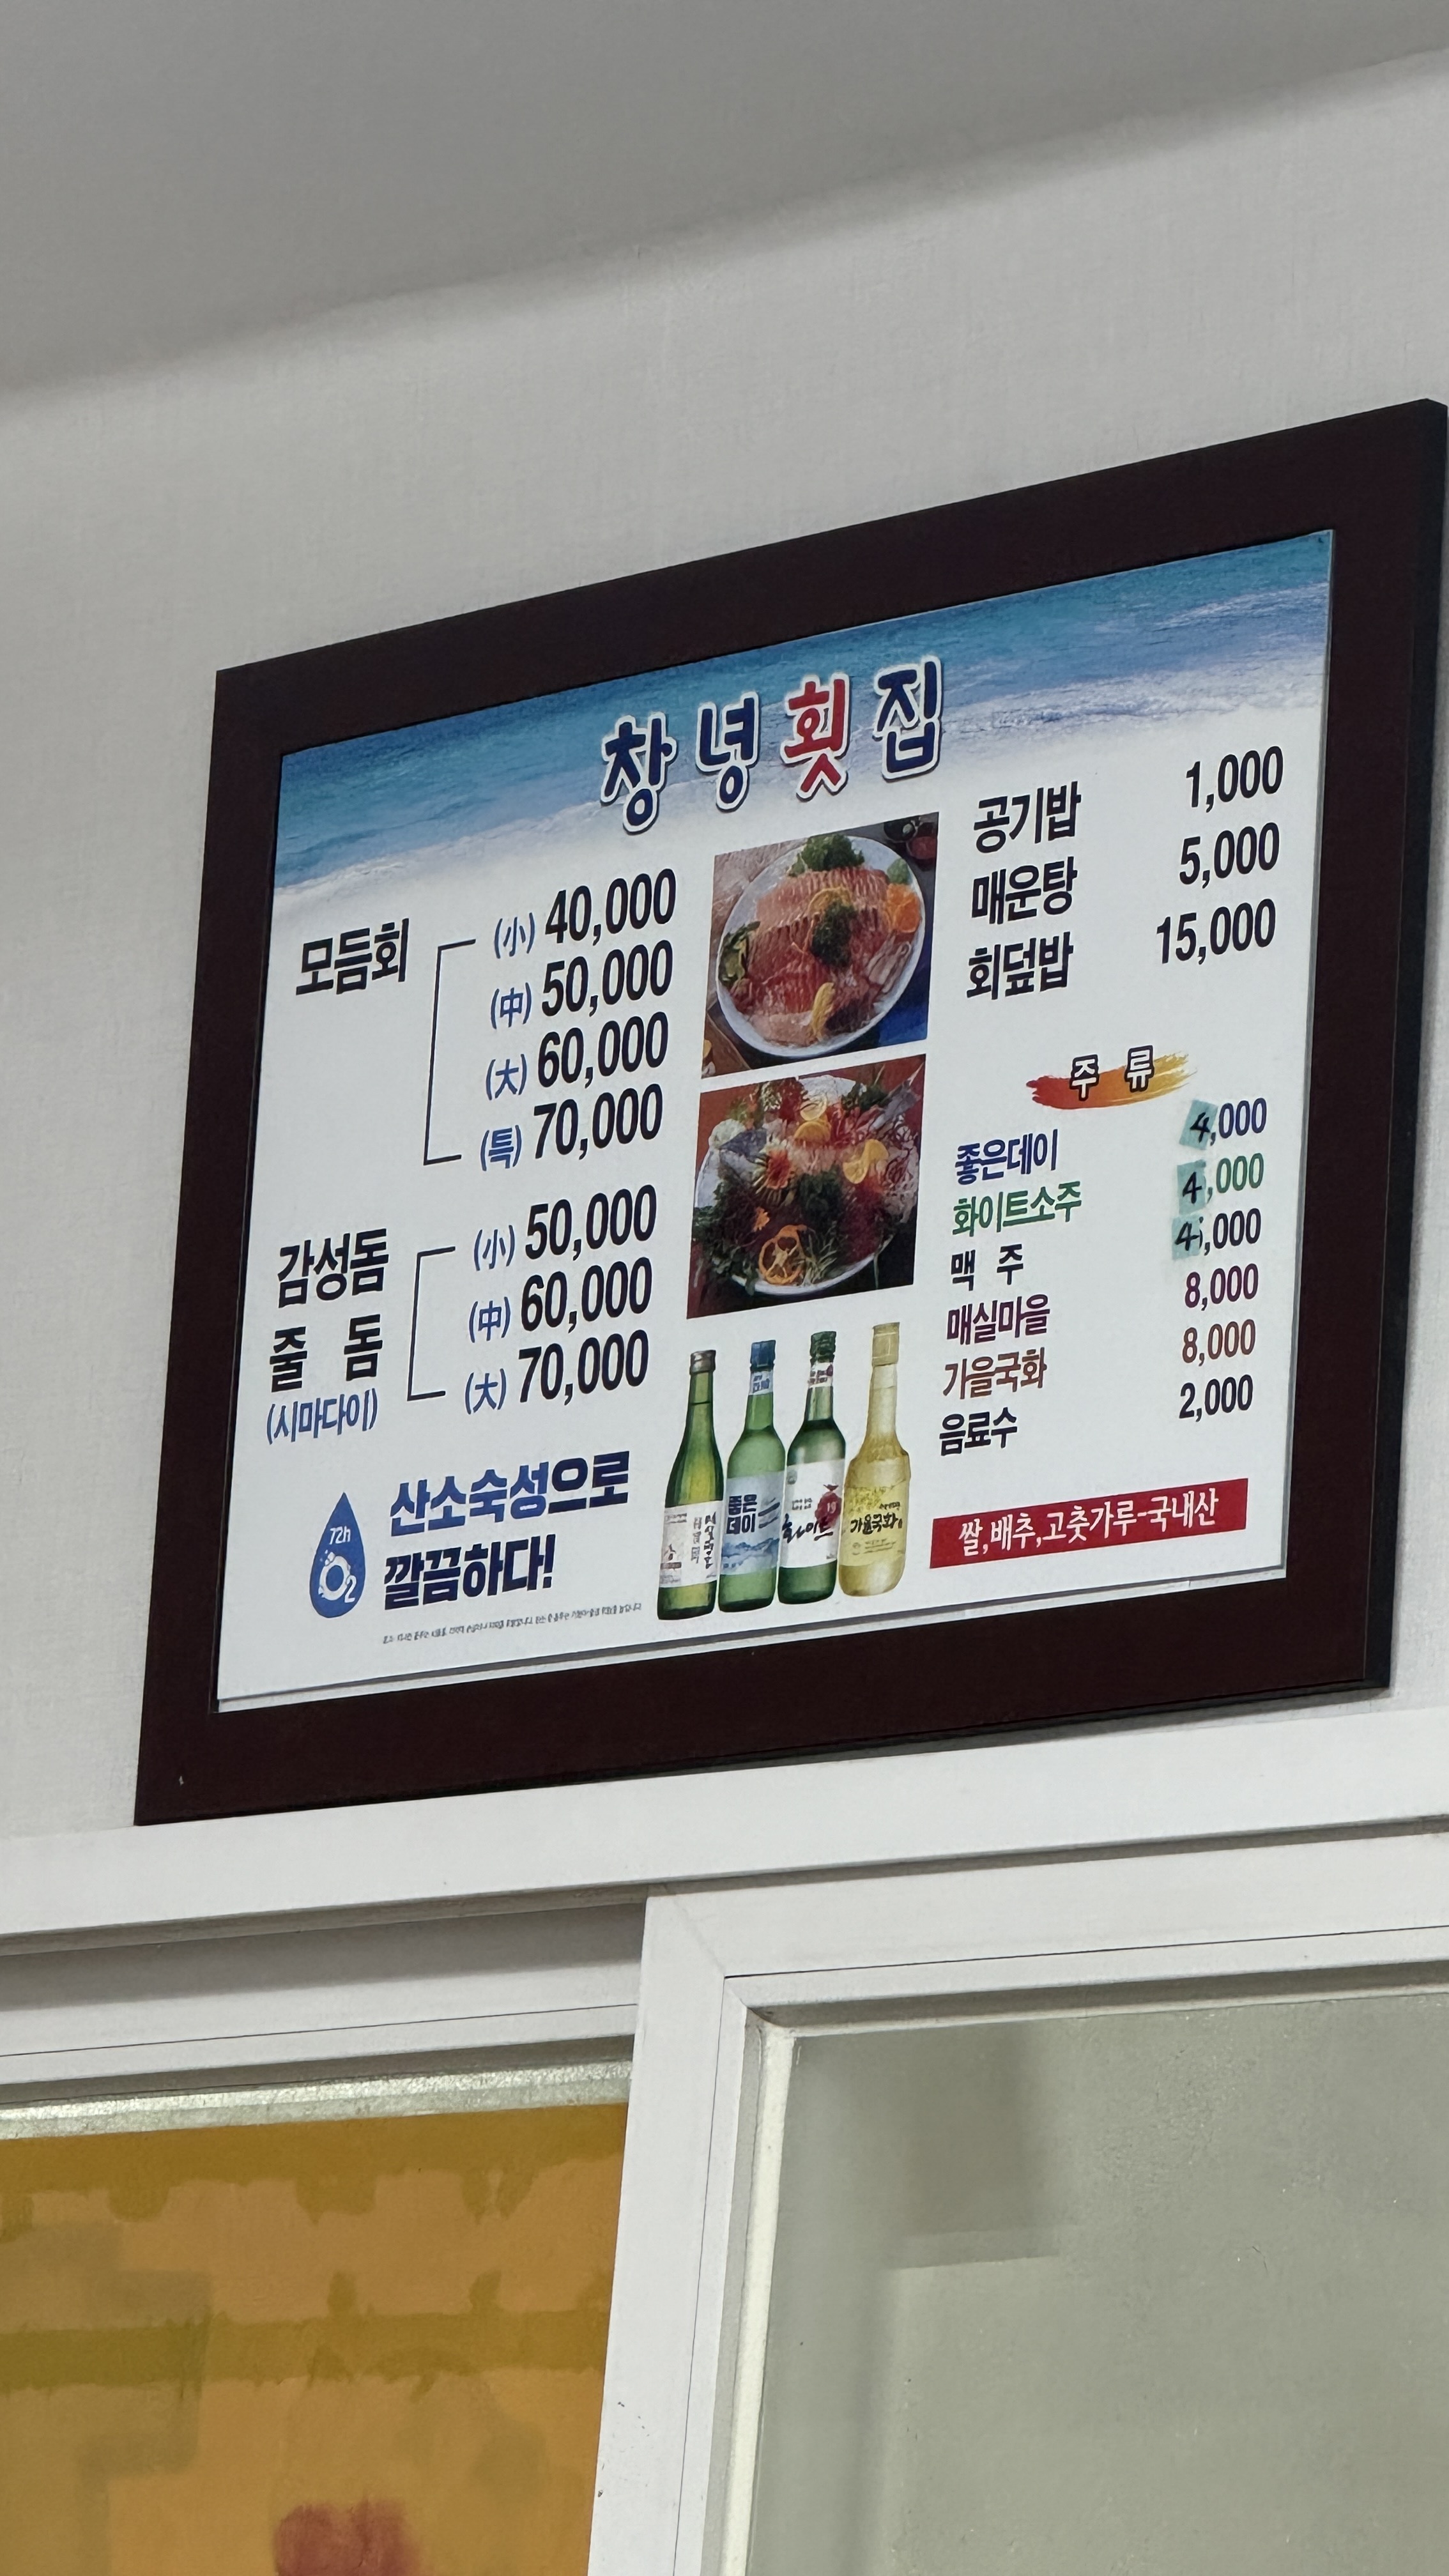 창녕횟집
모듬회 (小) 40,000
(中) 50,000
(大) 60,000
(특) 70,000
감성돔 (小) 50,000
줄 돔 (中) 60,000
(시마다이) (大) 70,000
72h
O2
산소숙성으로
깔끔하다!
좋은
데이
화이트
가을국화
공기밥 1,000
매운탕 5,000
회덮밥 15,000
주 류
좋은데이 4,000
화이트소주 4,000
맥 주 4,000
매실마을 8,000
가을국화 8,000
음료수 2,000
쌀,배추,고춧가루-국내산